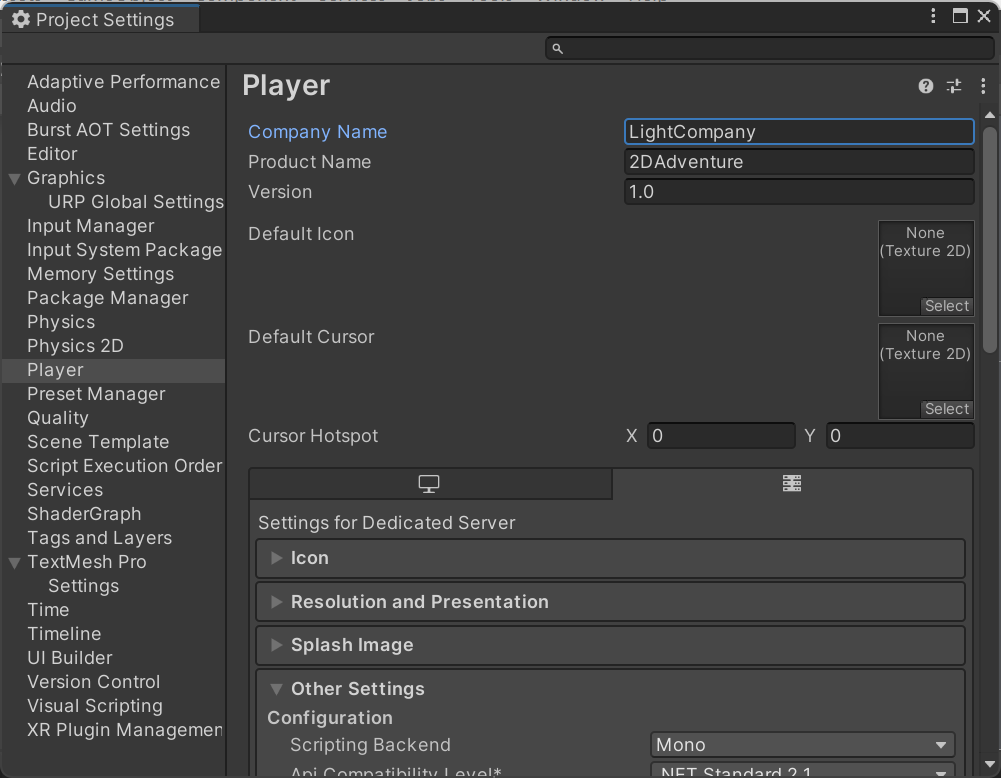 Project Settings
Adaptive Performance
Audio
Burst AOT Settings
Editor
Graphics
URP Global Settings
Input Manager
Input System Package
Memory Settings
Package Manager
Physics
Physics 2D
Player
Preset Manager
Quality
Scene Template
Script Execution Order
Services
ShaderGraph
Tags and Layers
TextMesh Pro
Settings
Time
Timeline
UI Builder
Version Control
Visual Scripting
XR Plugin Managemen
Player
Company Name LightCompany
Product Name 2DAdventure
Version 1.0
Default Icon None
(Texture 2D)
Select
Default Cursor None
(Texture 2D)
Select
Cursor Hotspot X 0 Y 0
Settings for Dedicated Server
Icon
Resolution and Presentation
Splash Image
Other Settings
Configuration
Scripting Backend Mono
Api Compatibility Level* .NET Standard 2.1